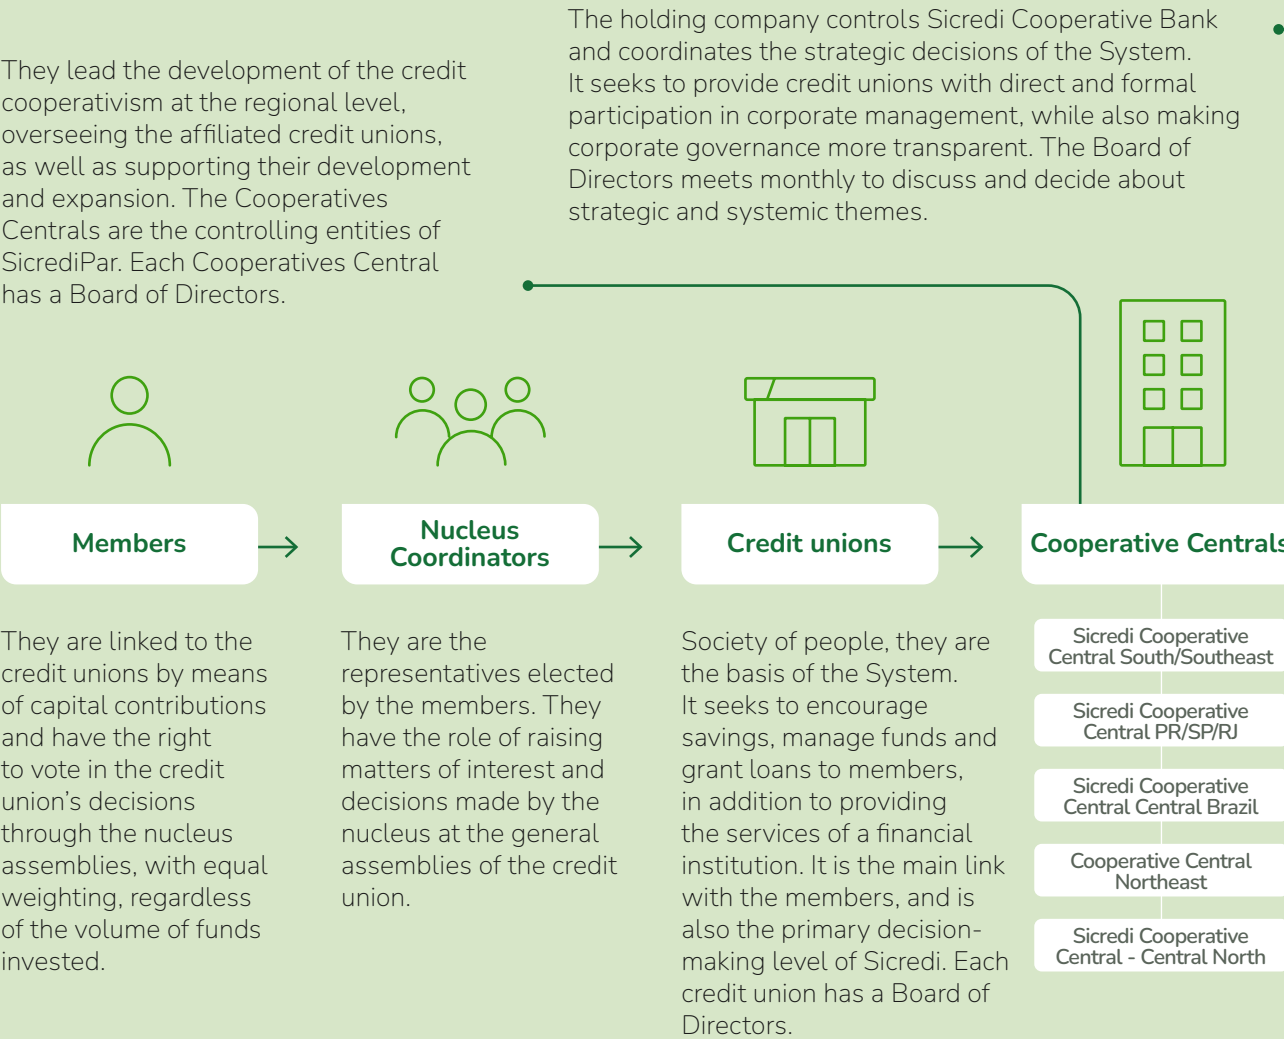 The holding company controls Sicredi Cooperative Bank
and coordinates the strategic decisions of the System.
It seeks to provide credit unions with direct and formal
participation in corporate management, while also making
corporate governance more transparent. The Board of
Directors meets monthly to discuss and decide about
strategic and systemic themes.
They lead the development of the credit
cooperativism at the regional level,
overseeing the affiliated credit unions,
as well as supporting their development
and expansion. The Cooperatives
Centrals are the controlling entities of
SicrediPar. Each Cooperatives Central
has a Board of Directors.
Members
Nucleus
Coordinators
Credit unions
Cooperative Centrals
They are linked to the
credit unions by means
of capital contributions
and have the right
to vote in the credit
union's decisions
through the nucleus
assemblies, with equal
weighting, regardless
of the volume of funds
invested.
They are the
representatives elected
by the members. They
have the role of raising
matters of interest and
decisions made by the
nucleus at the general
assemblies of the credit
union.
Society of people, they are
the basis of the System.
It seeks to encourage
savings, manage funds and
grant loans to members,
in addition to providing
the services of a financial
institution. It is the main link
with the members, and is
also the primary decision-
making level of Sicredi. Each
credit union has a Board of
Directors.
Sicredi Cooperative
Central South/Southeast
Sicredi Cooperative
Central PR/SP/RJ
Sicredi Cooperative
Central Central Brazil
Cooperative Central
Northeast
Sicredi Cooperative
Central - Central North